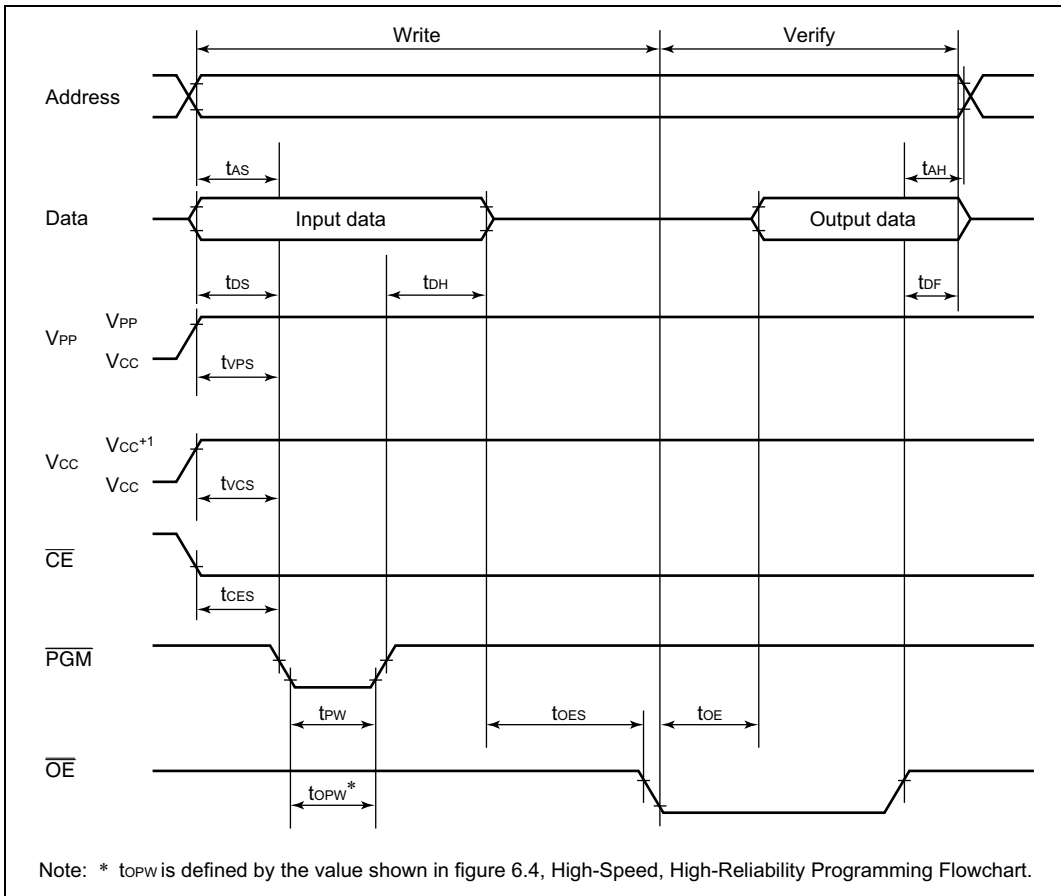 Write
Verify
Address
tAS
tAH
Data
Input data
Output data
tDS
tDH
tDF
VPP
VPP
VCC
tVPS
VCC
VCC+1
VCC
tVCS
CE
tCES
PGM
tPW
tOES
tOE
OE
tOPW*
Note: * tOPW is defined by the value shown in figure 6.4, High-Speed, High-Reliability Programming Flowchart.